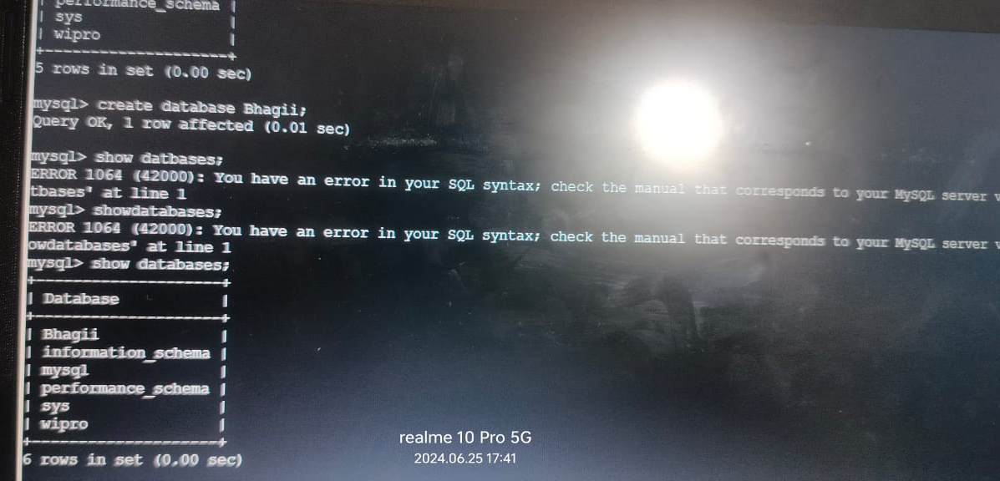 | performance_schema |
| sys |
| wipro |
+--------------------+
5 rows in set (0.00 sec)
mysql> create database Bhagii;
Query OK, 1 row affected (0.01 sec)
mysql> show datbases;
ERROR 1064 (42000): You have an error in your SQL syntax; check the manual that corresponds to your MySQL server
tbases' at line 1
mysql> showdatabases;
ERROR 1064 (42000): You have an error in your SQL syntax; check the manual that corresponds to your MySQL server
owdatabases' at line 1
mysql> show databases;
+--------------------+
| Database |
+--------------------+
| Bhagii |
| information_schema |
| mysql |
| performance_schema |
| sys |
| wipro |
+--------------------+
6 rows in set (0.00 sec)
realme 10 Pro 5G
2024.06.25 17:41